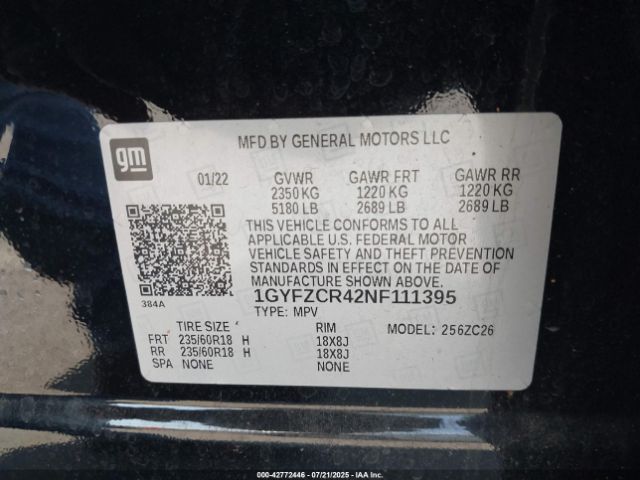 MFD BY GENERAL MOTORS LLC
gm
01/22 GVWR GAWR FRT GAWR RR
2350 KG 1220 KG 1220 KG
5180 LB 2689 LB 2689 LB
THIS VEHICLE CONFORMS TO ALL
APPLICABLE U.S. FEDERAL MOTOR
VEHICLE SAFETY AND THEFT PREVENTION
STANDARDS IN EFFECT ON THE DATE OF
MANUFACTURE SHOWN ABOVE.
384A
1GYFZCR42NF111395
TYPE: MPV
TIRE SIZE RIM MODEL: 256ZC26
FRT 235/60R18 H 18X8J
RR 235/60R18 H 18X8J
SPA NONE NONE
000-42772446 - 07/21/2025 - IAA, Inc.